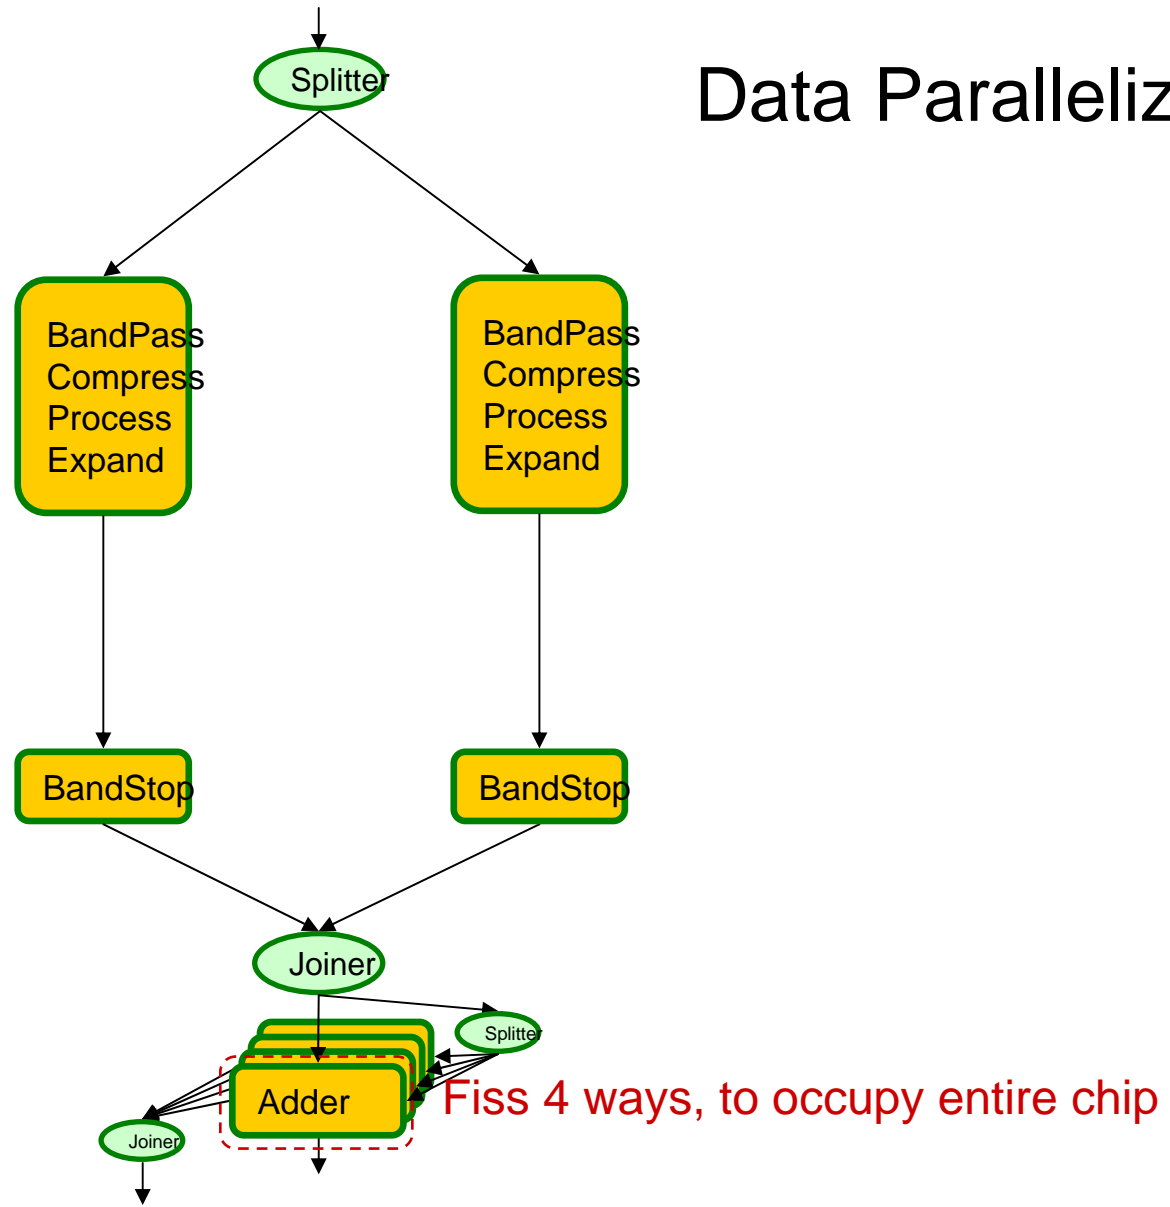 Splitter
Data Paralleliz
BandPass
Compress
Process
Expand
BandPass
Compress
Process
Expand
BandStop
BandStop
Joiner
Splitter
Adder
Fiss 4 ways, to occupy entire chip
Joiner